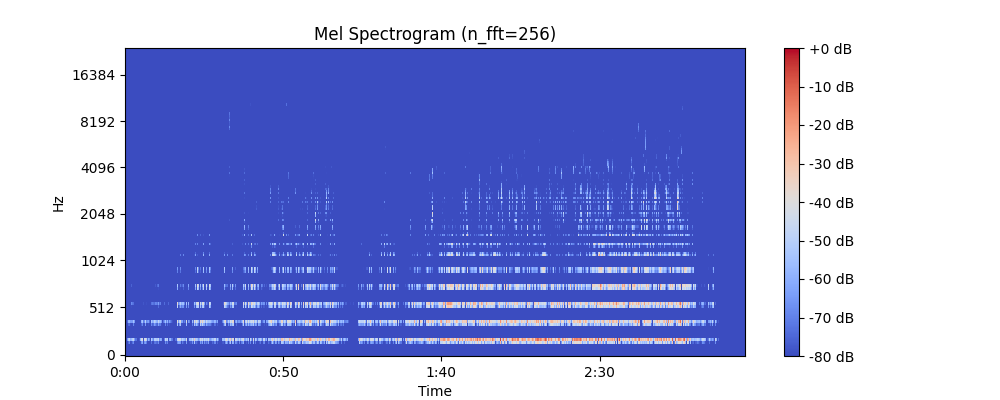 Mel Spectrogram (n_fft=256)
16384
8192
4096
2048
1024
512
0
Hz
0:00
0:50
1:40
2:30
Time
+0 dB
-10 dB
-20 dB
-30 dB
-40 dB
-50 dB
-60 dB
-70 dB
-80 dB